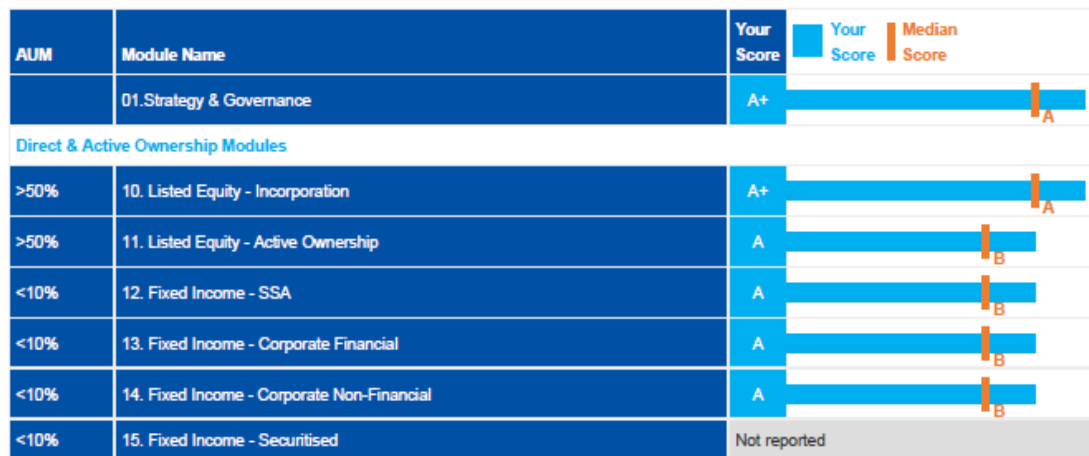 AUM Module Name Your Score Your Score Median Score
01.Strategy & Governance A+ A
Direct & Active Ownership Modules
>50% 10. Listed Equity - Incorporation A+ A
>50% 11. Listed Equity - Active Ownership A B
<10% 12. Fixed Income - SSA A B
<10% 13. Fixed Income - Corporate Financial A B
<10% 14. Fixed Income - Corporate Non-Financial A B
<10% 15. Fixed Income - Securitised Not reported